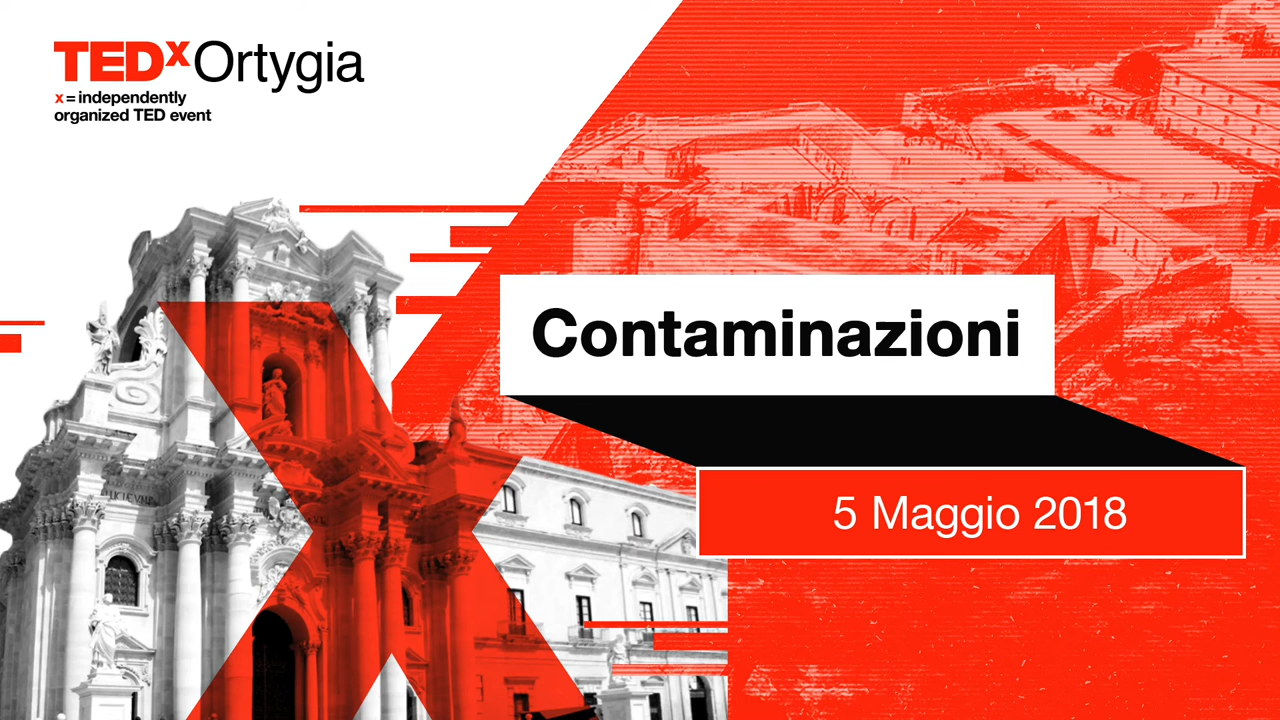 TEDxOrtygia
x = independently
organized TED event
Contaminazioni
5 Maggio 2018